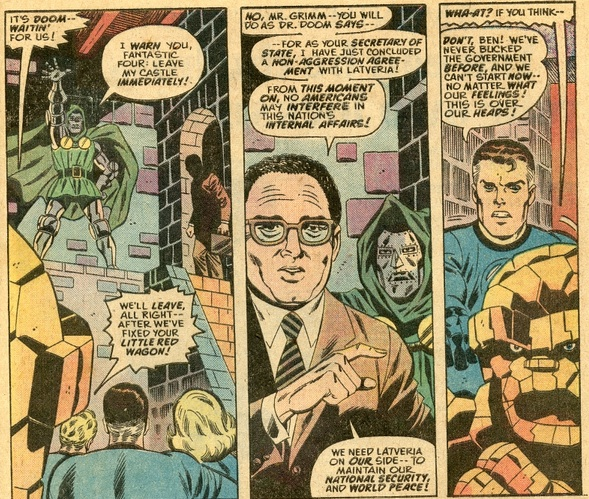 IT'S DOOM--
WAITIN'
FOR US!
I WARN YOU,
FANTASTIC
FOUR: LEAVE
MY CASTLE
IMMEDIATELY!
WE'LL LEAVE,
ALL RIGHT--
AFTER WE'VE
FIXED YOUR
LITTLE RED
WAGON!
NO, MR. GRIMM--YOU WILL
DO AS DR. DOOM SAYS--
--FOR AS YOUR SECRETARY OF
STATE, I HAVE JUST CONCLUDED
A NON-AGGRESSION AGREE-
MENT WITH LATVERIA!
FROM THIS MOMENT
ON, NO AMERICANS
MAY INTERFERE IN
THIS NATION'S
INTERNAL AFFAIRS!
WE NEED LATVERIA
ON OUR SIDE--TO
MAINTAIN OUR
NATIONAL SECURITY,
AND WORLD PEACE!
WHA-AT? IF YOU THINK--
DON'T, BEN! WE'VE
NEVER BUCKED
THE GOVERNMENT
BEFORE, AND WE
CAN'T START NOW--
NO MATTER WHAT
OUR FEELINGS!
THIS IS OVER
OUR HEADS!